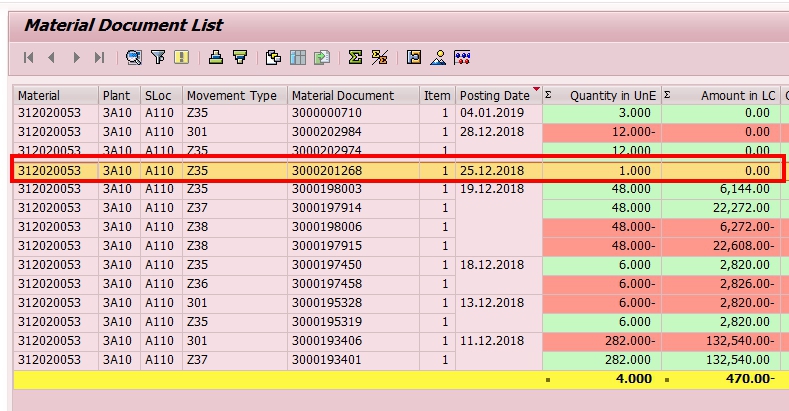 Material Document List
Material Plant SLoc Movement Type Material Document Item Posting Date Σ Quantity in UnE Σ Amount in LC
312020053 3A10 A110 Z35 3000000710 1 04.01.2019 3.000 0.00
312020053 3A10 A110 301 3000202984 1 28.12.2018 12.000- 0.00
312020053 3A10 A110 Z35 3000202974 1 12.000 0.00
312020053 3A10 A110 Z35 3000201268 1 25.12.2018 1.000 0.00
312020053 3A10 A110 Z35 3000198003 1 19.12.2018 48.000 6,144.00
312020053 3A10 A110 Z37 3000197914 1 48.000 22,272.00
312020053 3A10 A110 Z38 3000198006 1 48.000- 6,272.00-
312020053 3A10 A110 Z38 3000197915 1 48.000- 22,608.00-
312020053 3A10 A110 Z35 3000197450 1 18.12.2018 6.000 2,820.00
312020053 3A10 A110 Z36 3000197458 1 6.000- 2,826.00-
312020053 3A10 A110 301 3000195328 1 13.12.2018 6.000- 2,820.00-
312020053 3A10 A110 Z35 3000195319 1 6.000 2,820.00
312020053 3A10 A110 301 3000193406 1 11.12.2018 282.000- 132,540.00-
312020053 3A10 A110 Z37 3000193401 1 282.000 132,540.00
4.000 470.00-